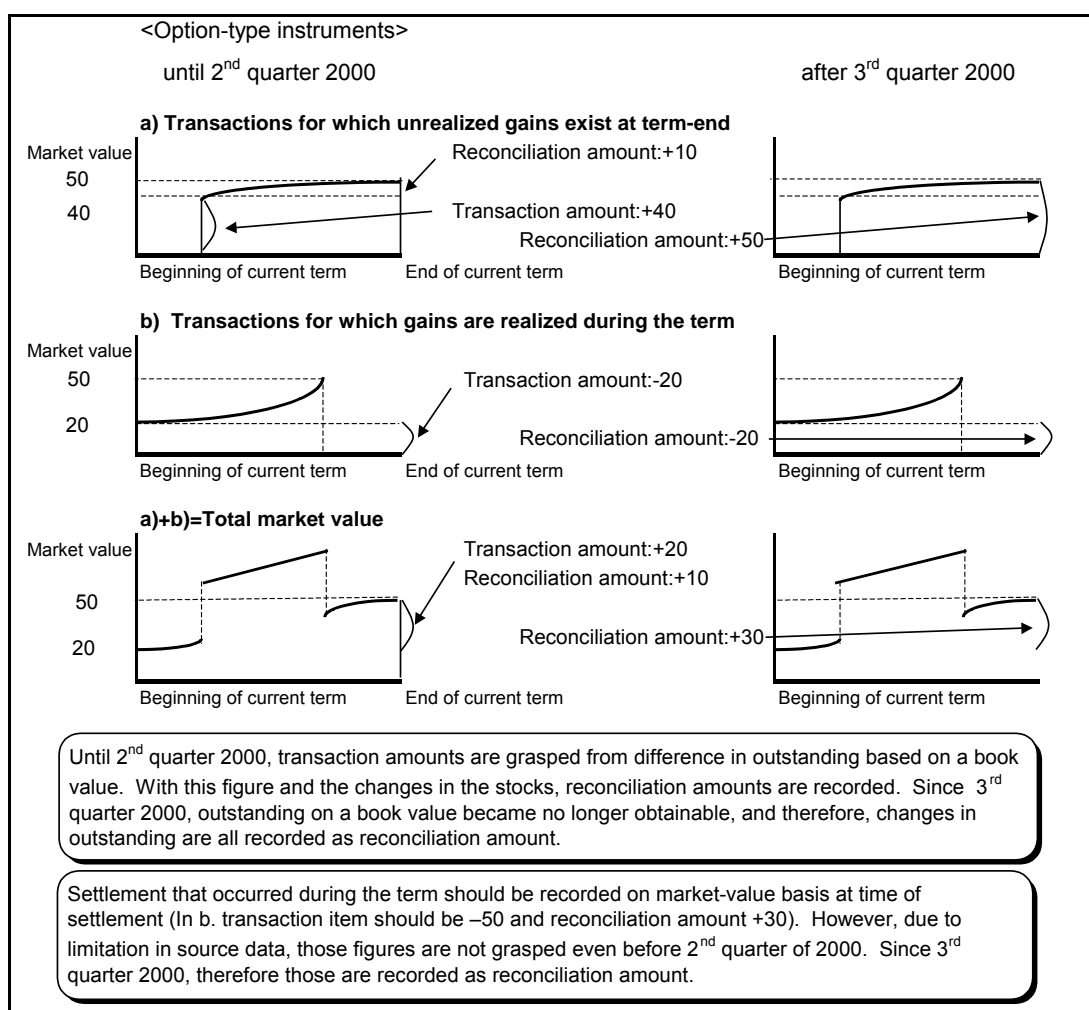 <Option-type instruments>
until 2nd quarter 2000
after 3rd quarter 2000
a) Transactions for which unrealized gains exist at term-end
Market value
50
40
Reconciliation amount:+10
Transaction amount:+40
Reconciliation amount:+50
Beginning of current term
End of current term
Beginning of current term
b) Transactions for which gains are realized during the term
Market value
50
20
Transaction amount:-20
Reconciliation amount:-20
Beginning of current term
End of current term
Beginning of current term
a)+b)=Total market value
Market value
50
20
Transaction amount:+20
Reconciliation amount:+10
Reconciliation amount:+30
Beginning of current term
End of current term
Beginning of current term
Until 2nd quarter 2000, transaction amounts are grasped from difference in outstanding based on a book
value. With this figure and the changes in the stocks, reconciliation amounts are recorded. Since 3rd
quarter 2000, outstanding on a book value became no longer obtainable, and therefore, changes in
outstanding are all recorded as reconciliation amount.
Settlement that occurred during the term should be recorded on market-value basis at time of
settlement (In b. transaction item should be –50 and reconciliation amount +30). However, due to
limitation in source data, those figures are not grasped even before 2nd quarter of 2000. Since 3rd
quarter 2000, therefore those are recorded as reconciliation amount.